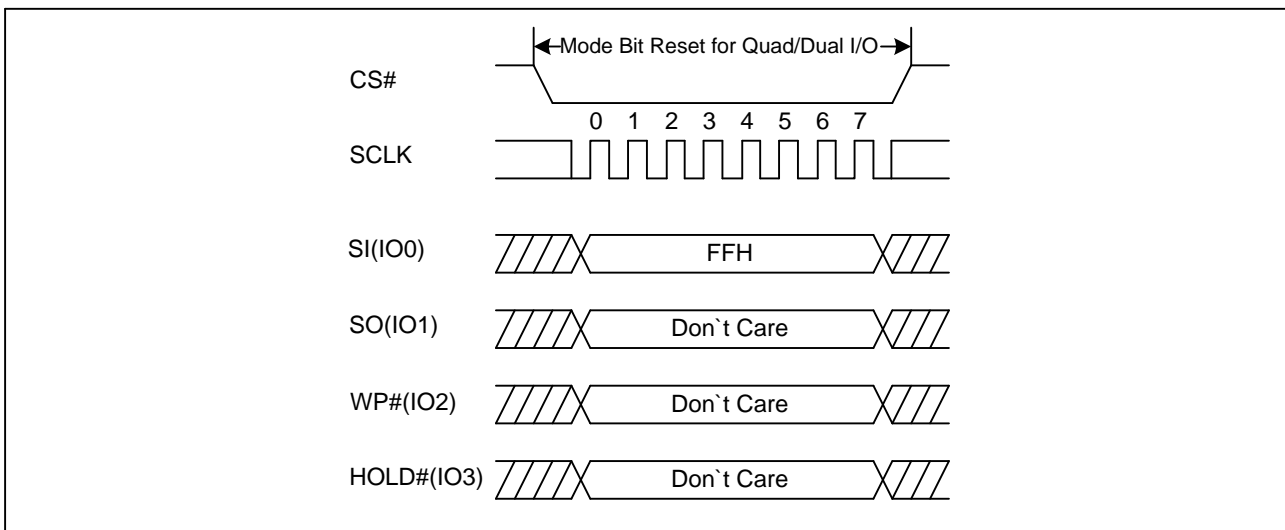 Mode Bit Reset for Quad/Dual I/O
CS#
0 1 2 3 4 5 6 7
SCLK
SI(IO0) FFH
SO(IO1) Don`t Care
WP#(IO2) Don`t Care
HOLD#(IO3) Don`t Care